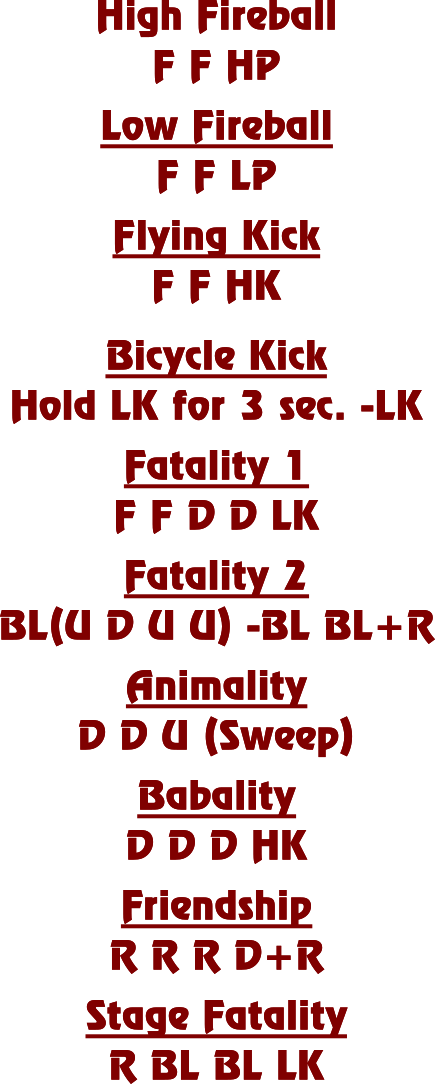 High Fireball
F F HP
Low Fireball
F F LP
Flying Kick
F F HK
Bicycle Kick
Hold LK for 3 sec. -LK
Fatality 1
F F D D LK
Fatality 2
BL(U D U U) -BL BL+R
Animality
D D U (Sweep)
Babality
D D D HK
Friendship
R R R D+R
Stage Fatality
R BL BL LK